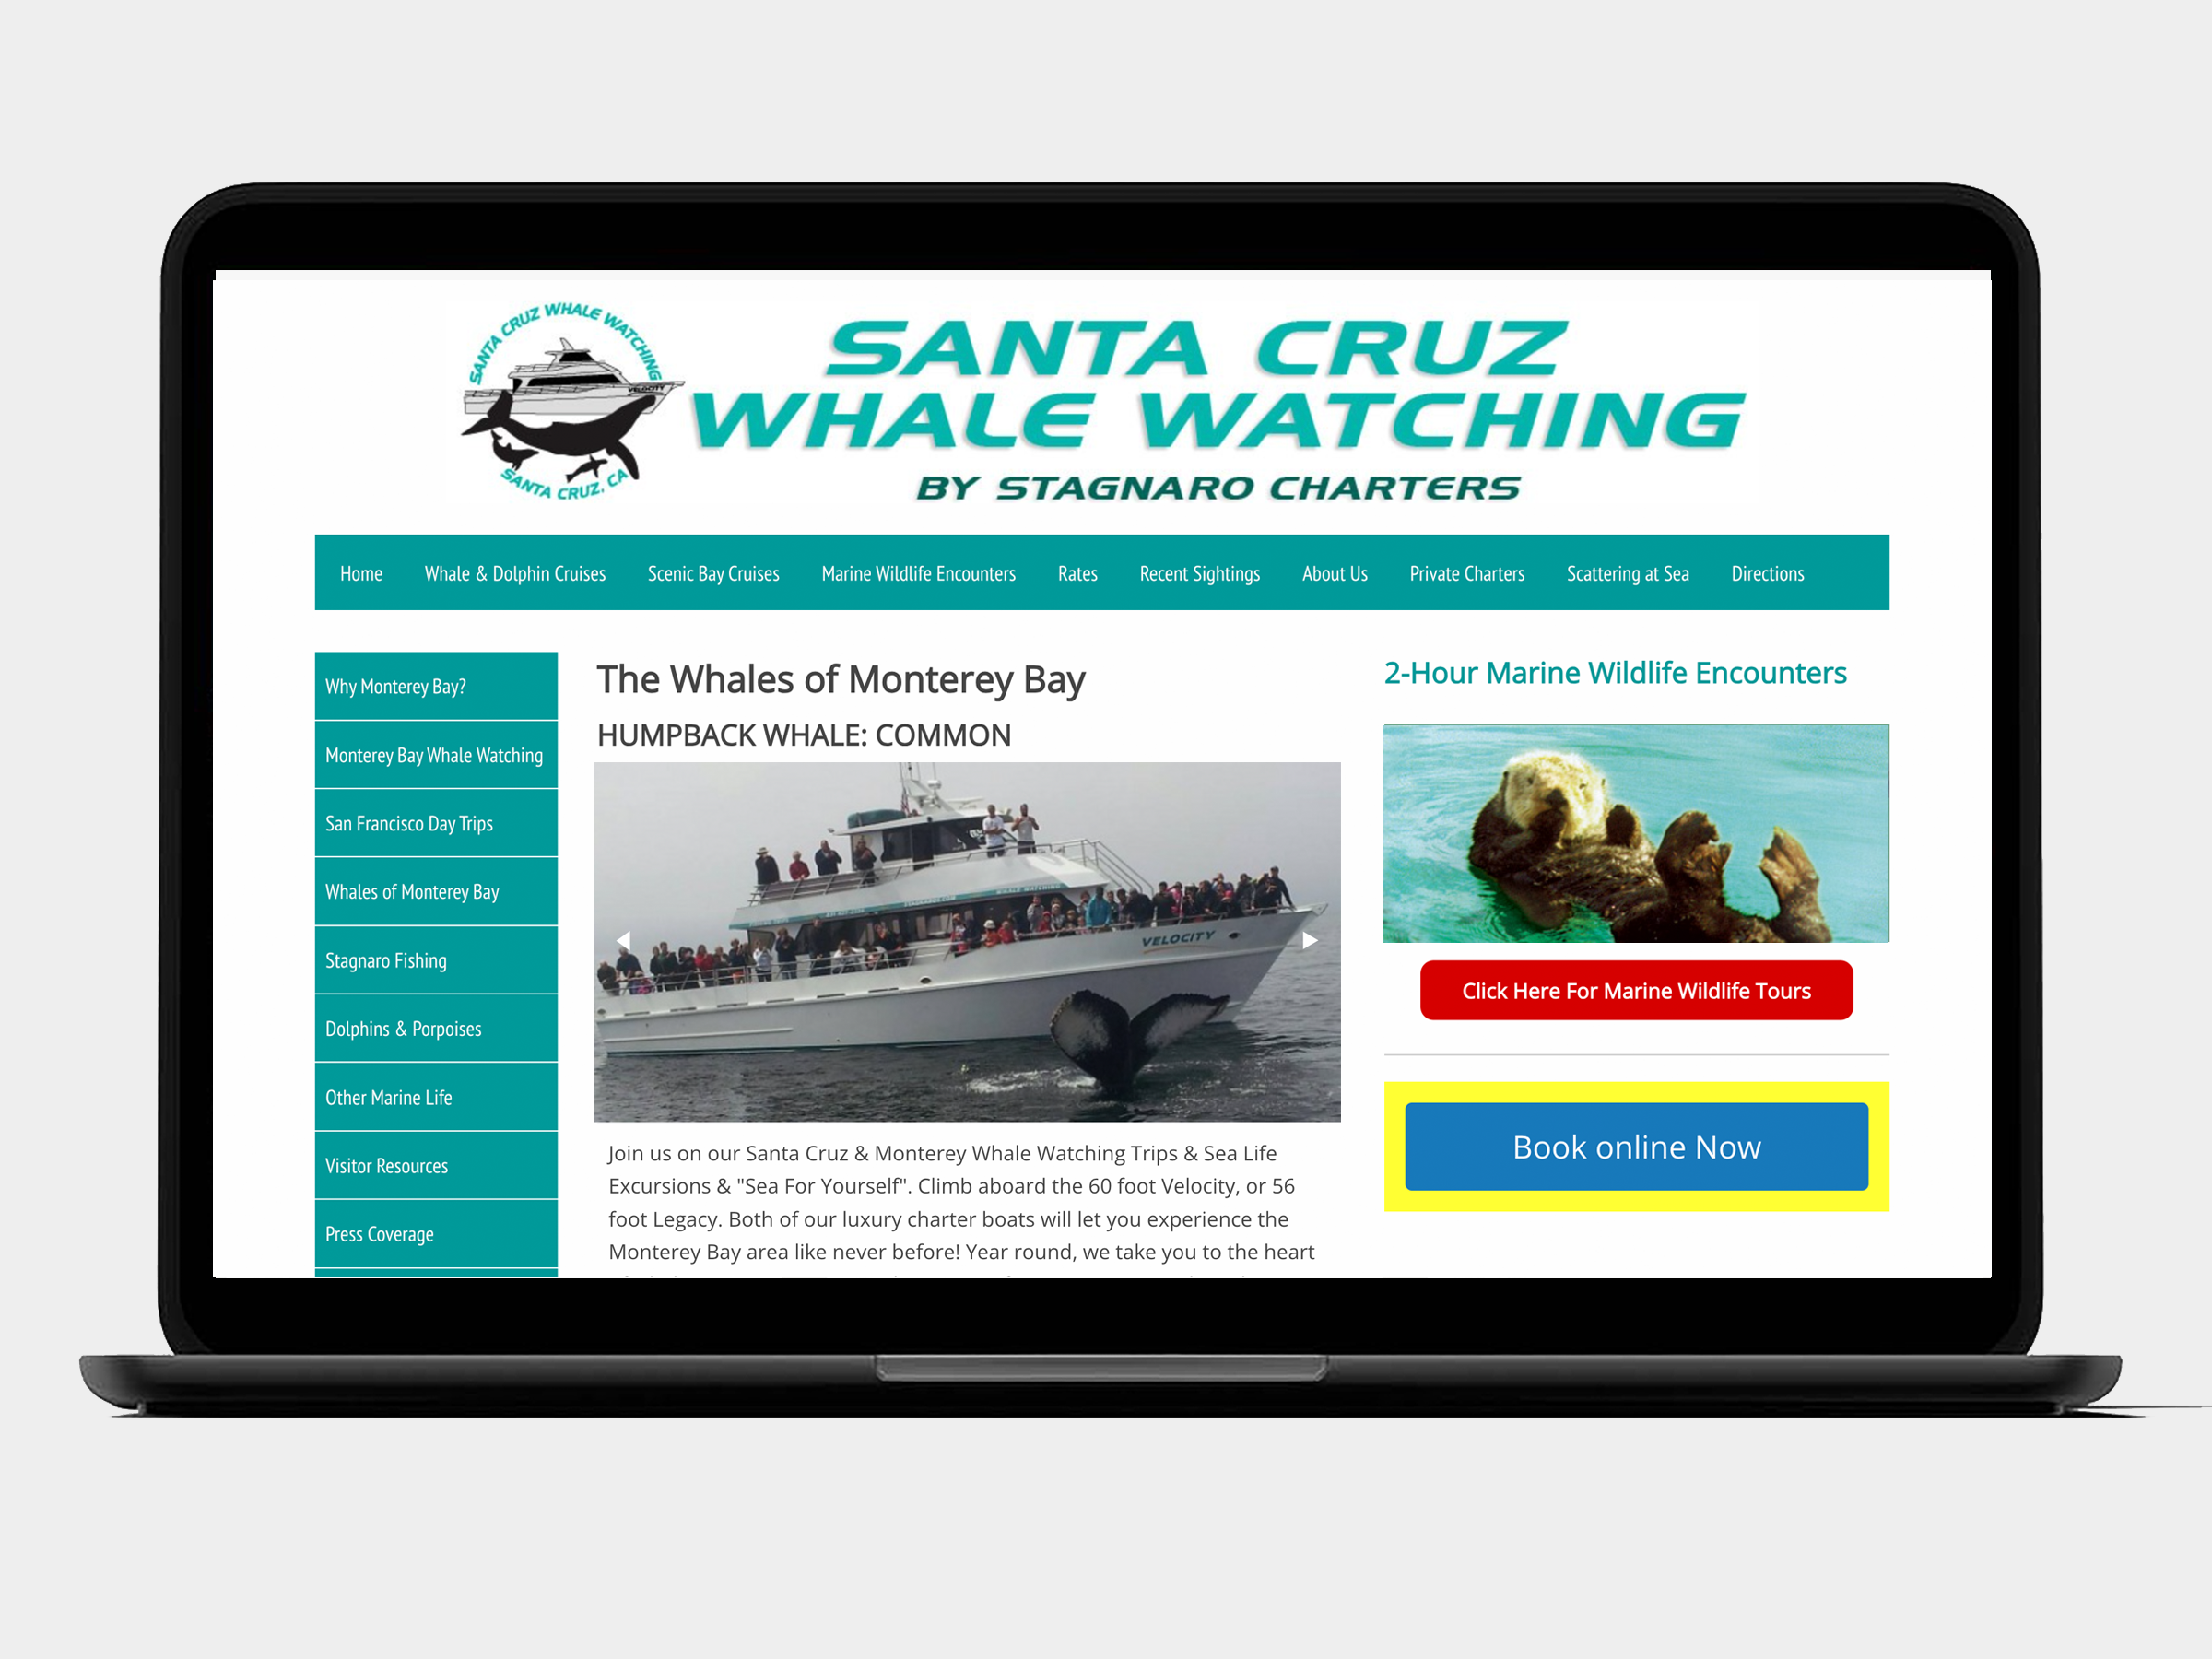 SANTA CRUZ WHALE WATCHING
VELOCITY
SANTA CRUZ, CA
SANTA CRUZ
WHALE WATCHING
BY STAGNARO CHARTERS
Home Whale & Dolphin Cruises Scenic Bay Cruises Marine Wildlife Encounters Rates Recent Sightings About Us Private Charters Scattering at Sea Directions
Why Monterey Bay?
Monterey Bay Whale Watching
San Francisco Day Trips
Whales of Monterey Bay
Stagnaro Fishing
Dolphins & Porpoises
Other Marine Life
Visitor Resources
Press Coverage
The Whales of Monterey Bay
HUMPBACK WHALE: COMMON
WHALE WATCHING
VELOCITY
Join us on our Santa Cruz & Monterey Whale Watching Trips & Sea Life
Excursions & "Sea For Yourself". Climb aboard the 60 foot Velocity, or 56
foot Legacy. Both of our luxury charter boats will let you experience the
Monterey Bay area like never before! Year round, we take you to the heart
2-Hour Marine Wildlife Encounters
Click Here For Marine Wildlife Tours
Book online Now